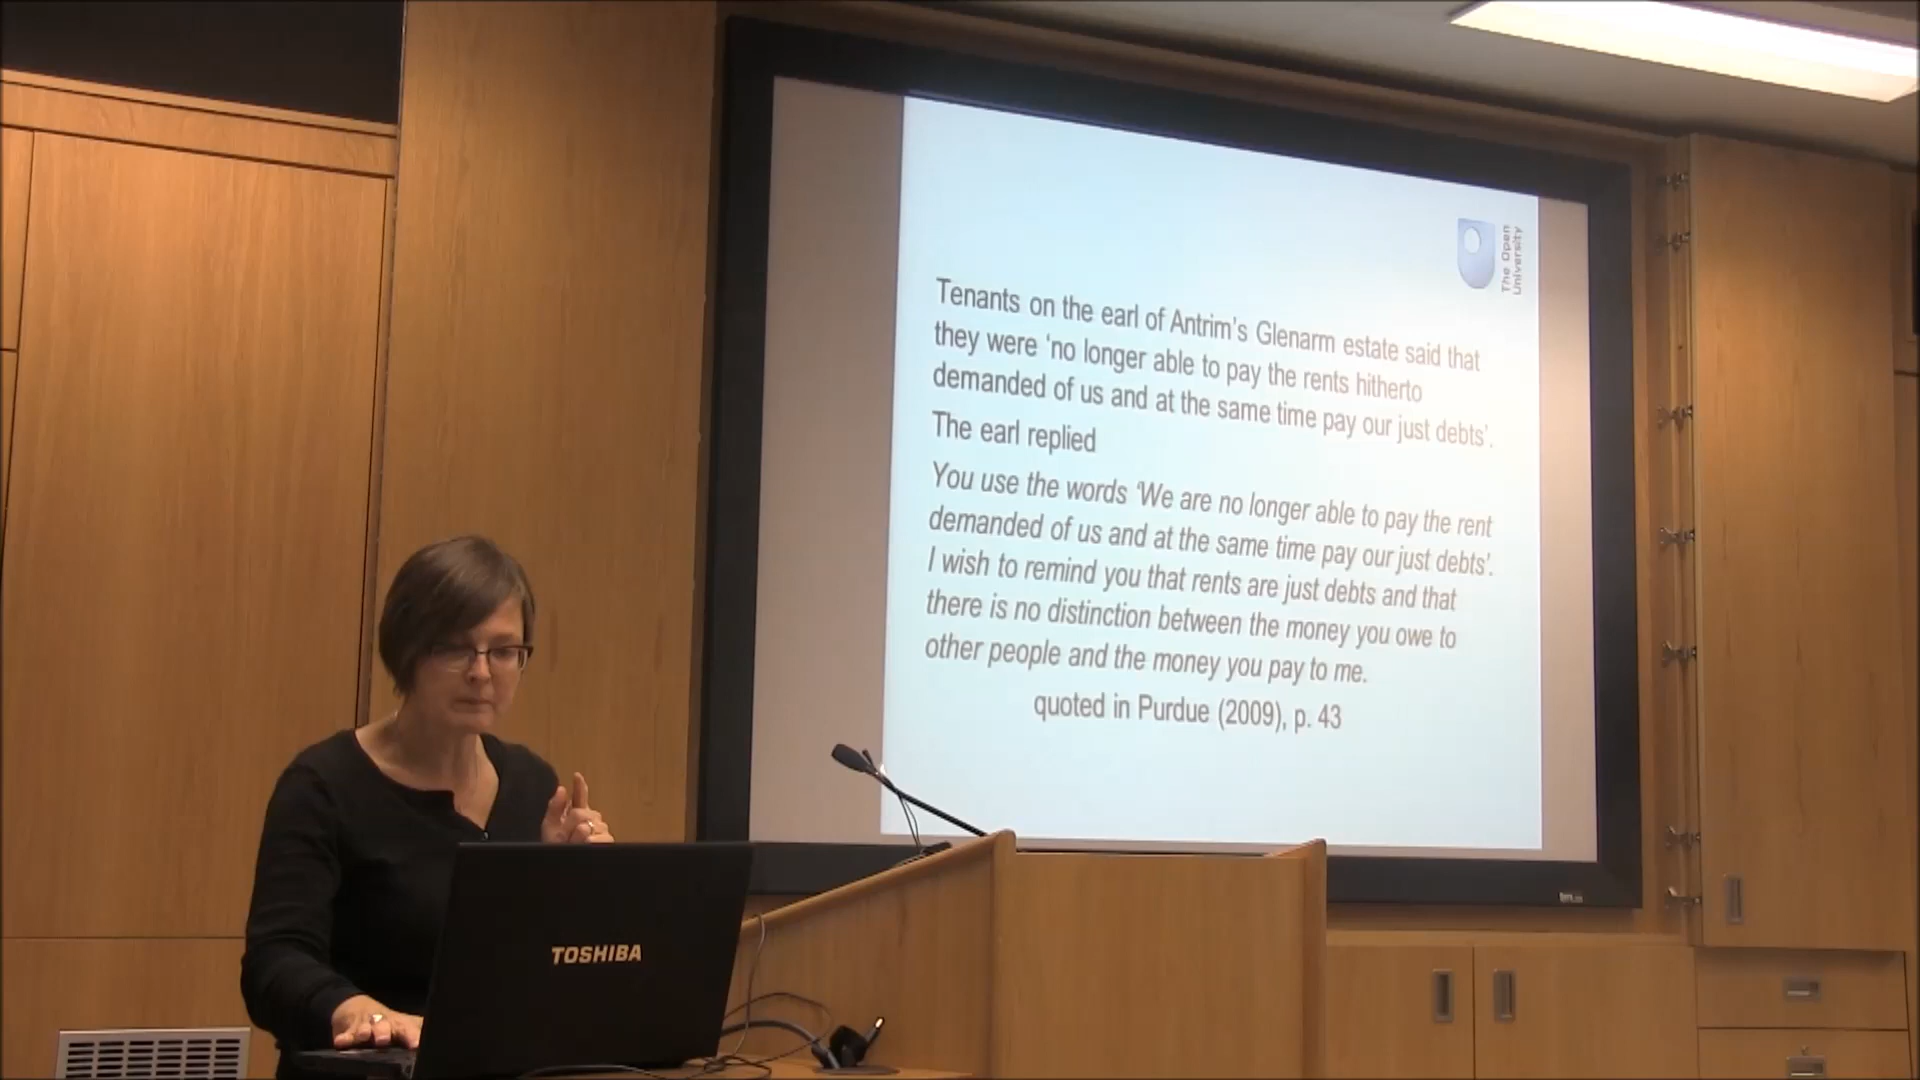 The Open
University
Tenants on the earl of Antrim's Glenarm estate said that
they were 'no longer able to pay the rents hitherto
demanded of us and at the same time pay our just debts'.
The earl replied
You use the words 'We are no longer able to pay the rent
demanded of us and at the same time pay our just debts'.
I wish to remind you that rents are just debts and that
there is no distinction between the money you owe to
other people and the money you pay to me.
quoted in Purdue (2009), p. 43
TOSHIBA